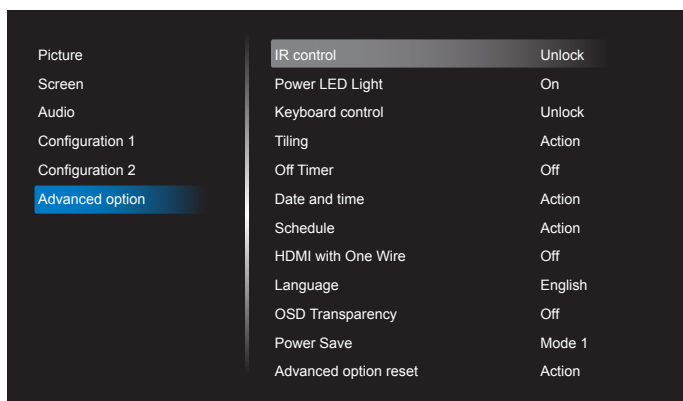 Picture
Screen
Audio
Configuration 1
Configuration 2
Advanced option
IR control Unlock
Power LED Light On
Keyboard control Unlock
Tiling Action
Off Timer Off
Date and time Action
Schedule Action
HDMI with One Wire Off
Language English
OSD Transparency Off
Power Save Mode 1
Advanced option reset Action